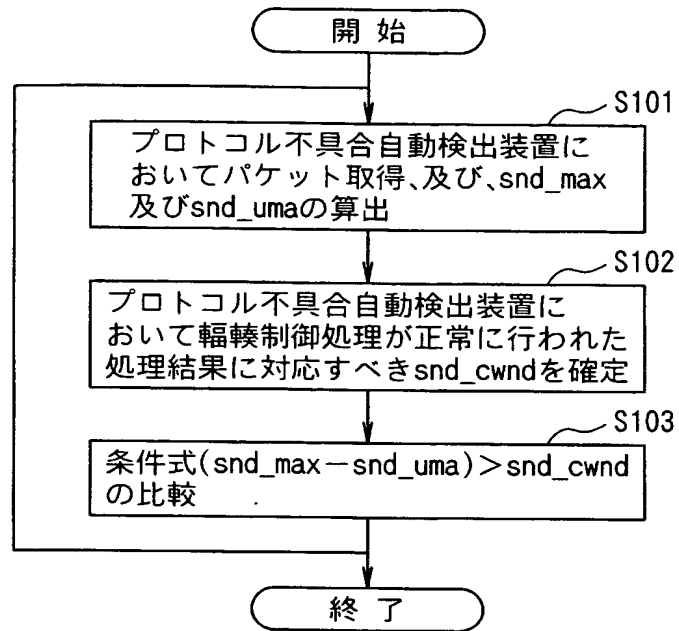 開始
S101
プロトコル不具合自動検出装置に
おいてパケット取得、及び、snd_max
及びsnd_umaの算出
S102
プロトコル不具合自動検出装置に
おいて輻輳制御処理が正常に行われた
処理結果に対応すべきsnd_cwndを確定
S103
条件式(snd_max－snd_uma)＞snd_cwnd
の比較
終了